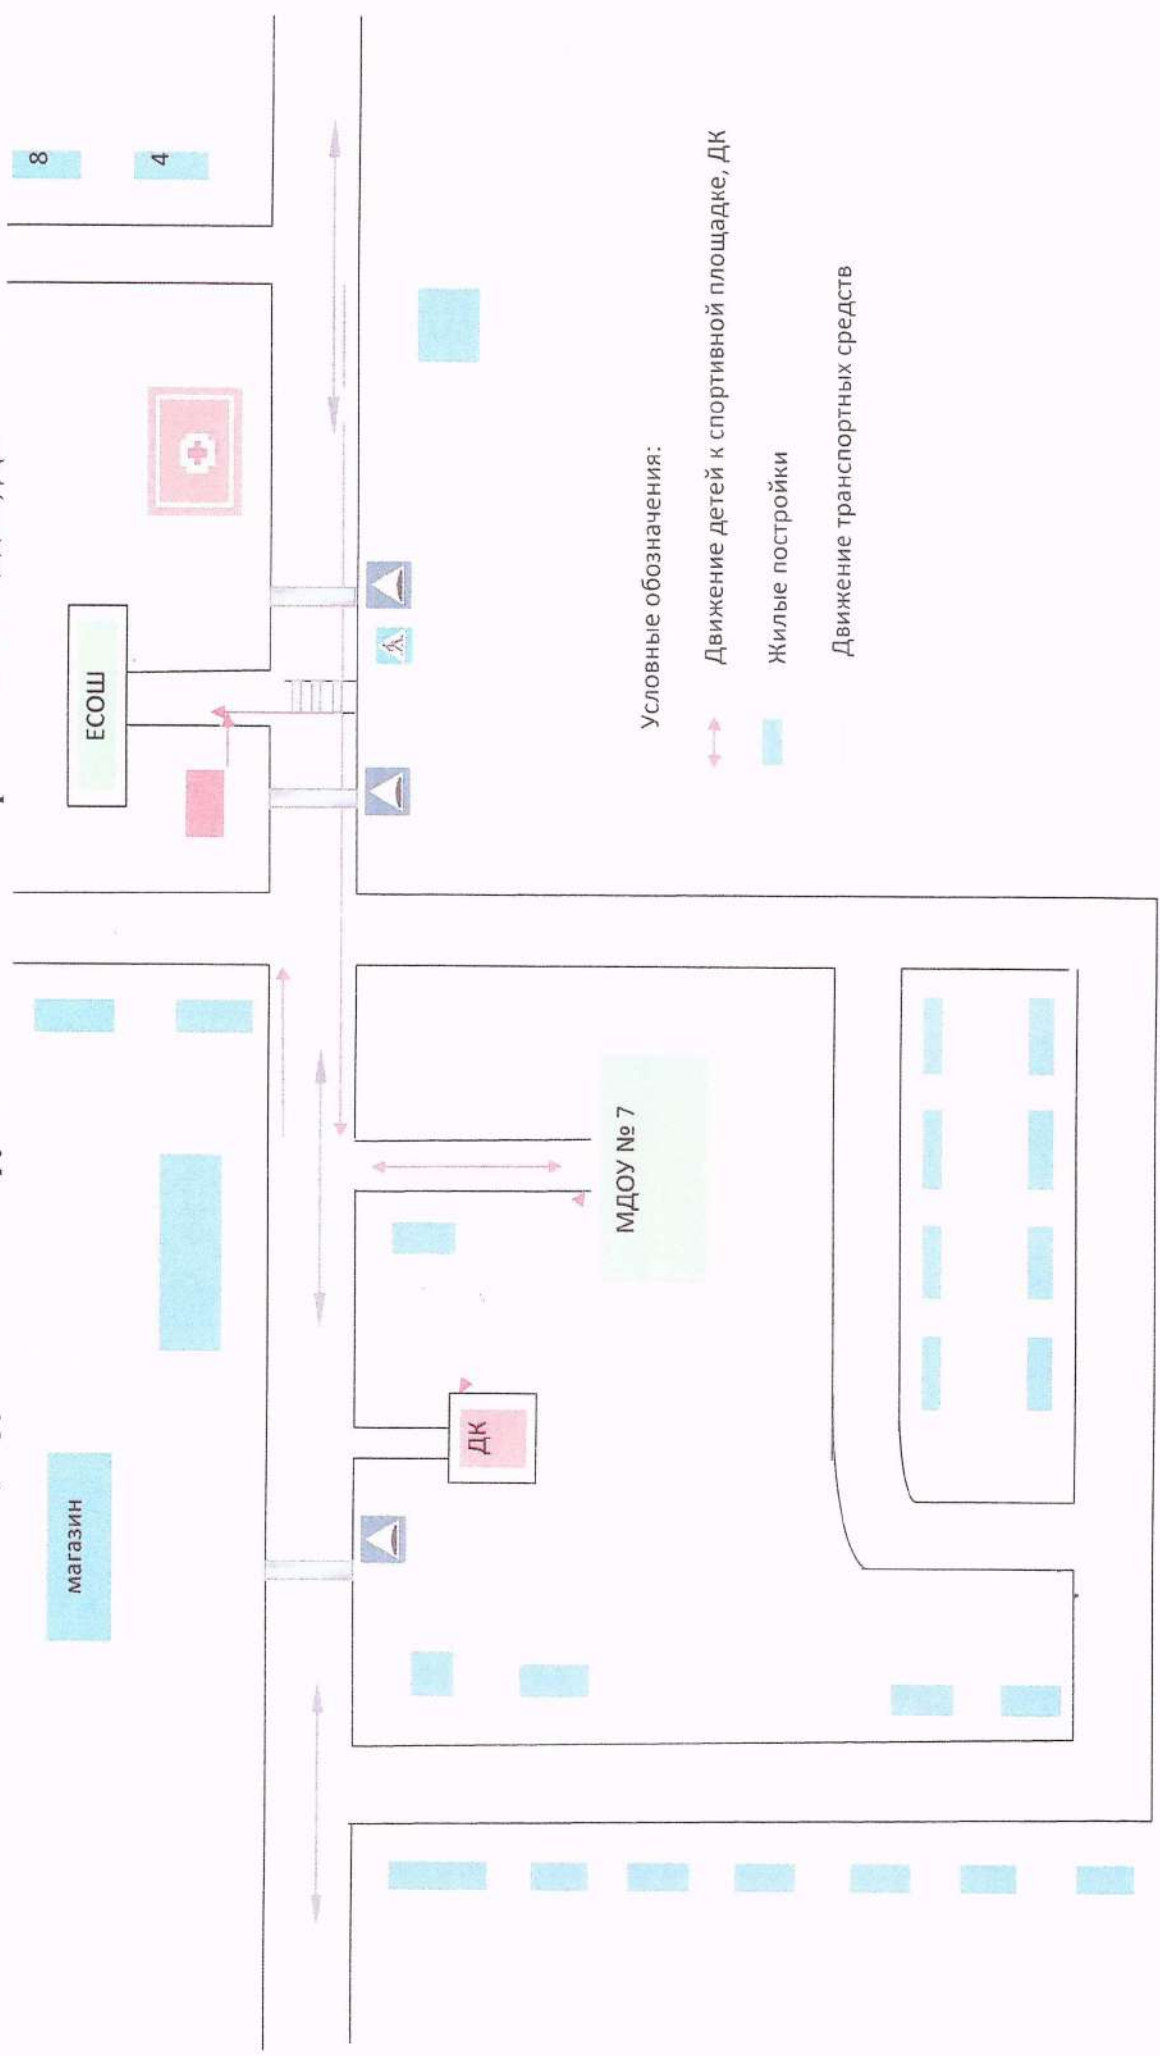 магазин
ЕСОШ
8
4
ДК
МДОУ № 7
Условные обозначения:
Движение детей к спортивной площадке, ДК
Жилые постройки
Движение транспортных средств